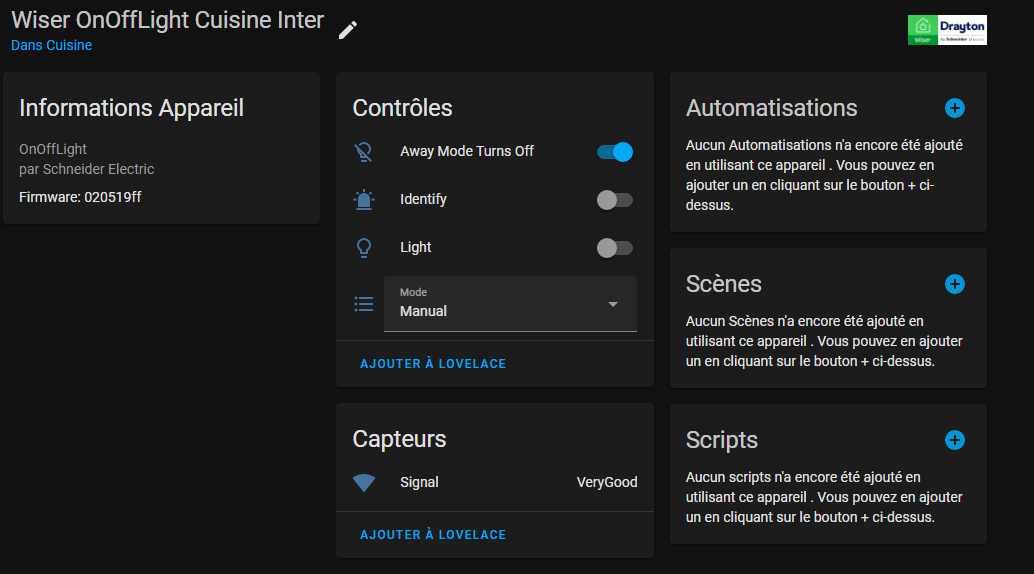 Wiser OnOffLight Cuisine Inter
Dans Cuisine
Wiser
Drayton
by Schneider Electric
Informations Appareil
OnOffLight
par Schneider Electric
Firmware: 020519ff
Contrôles
Away Mode Turns Off
Identify
Light
Mode
Manual
AJOUTER À LOVELACE
Capteurs
Signal VeryGood
AJOUTER À LOVELACE
Automatisations
Aucun Automatisations n'a encore été ajouté
en utilisant ce appareil . Vous pouvez en
ajouter un en cliquant sur le bouton + ci-
dessus.
Scènes
Aucun Scènes n'a encore été ajouté en
utilisant ce appareil . Vous pouvez en ajouter
un en cliquant sur le bouton + ci-dessus.
Scripts
Aucun scripts n'a encore été ajouté en
utilisant ce appareil . Vous pouvez en ajouter
un en cliquant sur le bouton + ci-dessus.